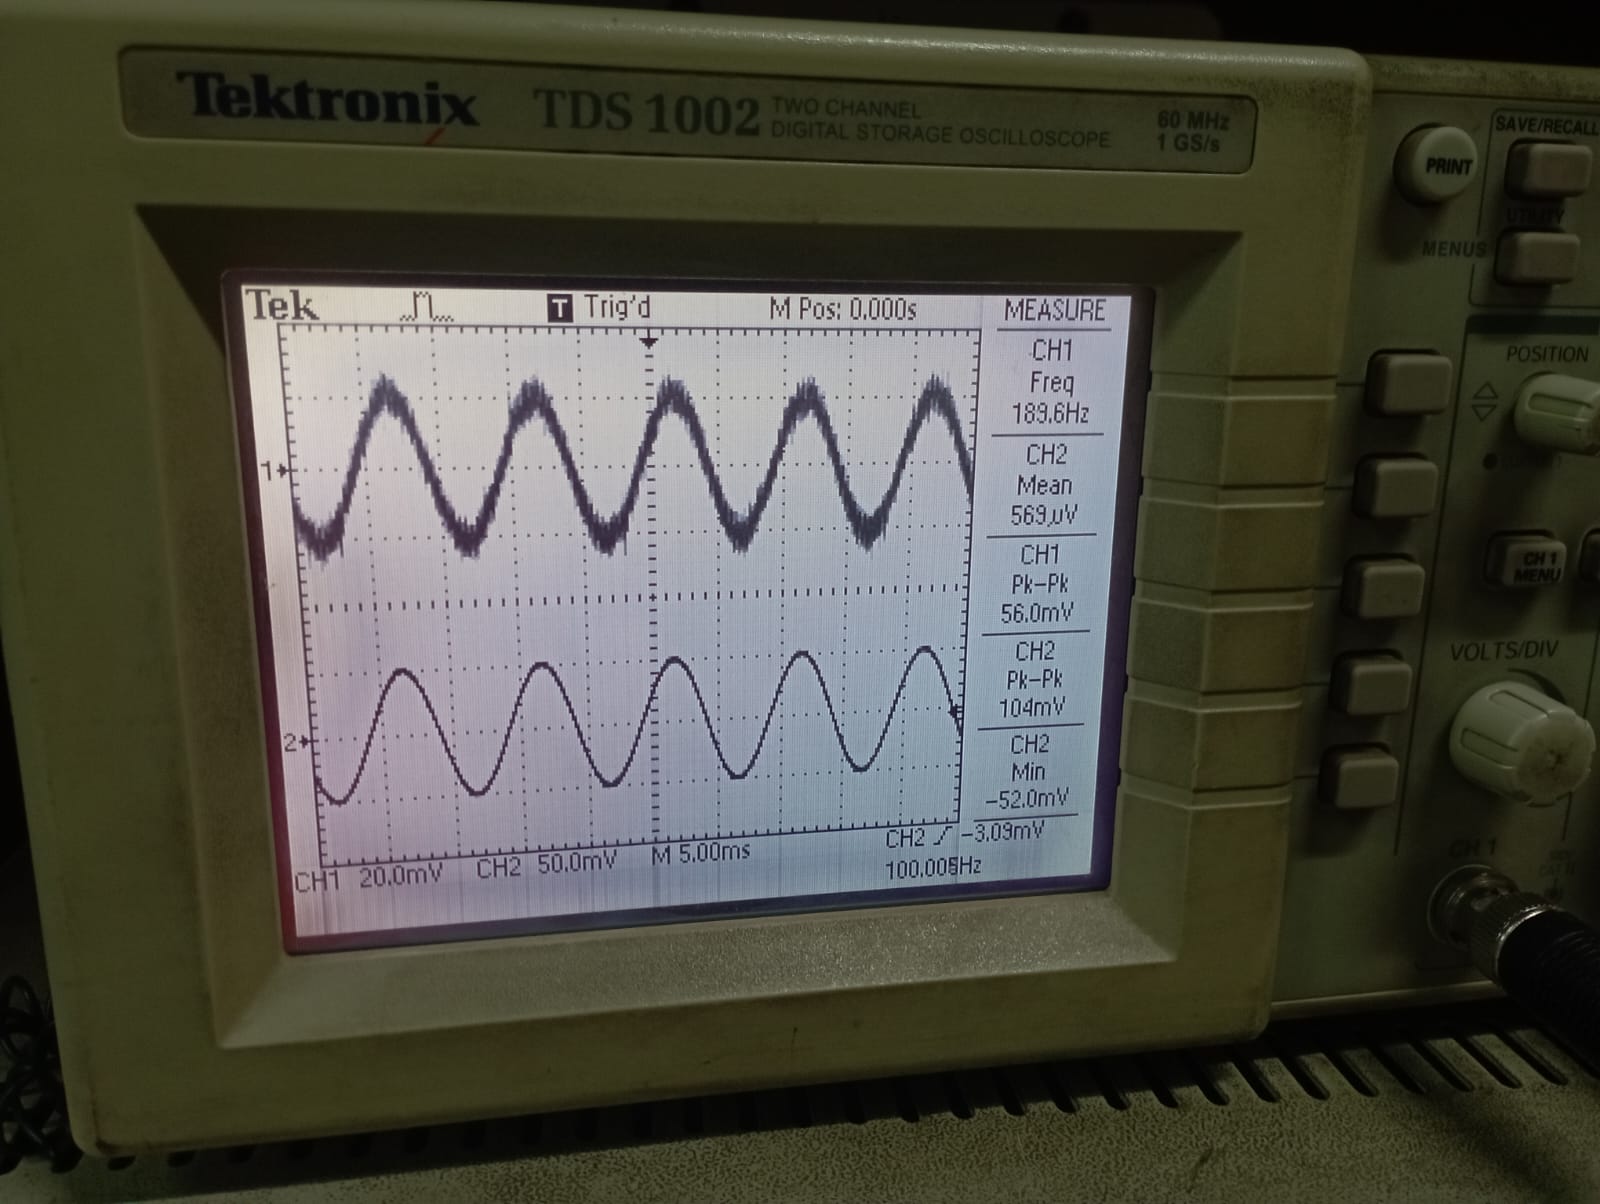 Tektronix TDS 1002 TWO CHANNEL DIGITAL STORAGE OSCILLOSCOPE 60 MHz 1 GS/s
PRINT
SAVE/RECALL
UTILITY
MENUS
POSITION
CH 1 MENU
VOLTS/DIV
CH 1
Tek T Trig'd M Pos: 0.000s MEASURE
CH1
Freq
189.6Hz
CH2
Mean
569µV
CH1
Pk-Pk
56.0mV
CH2
Pk-Pk
104mV
CH2
Min
-52.0mV
1
2
CH1 20.0mV CH2 50.0mV M 5.00ms CH2 -3.09mV